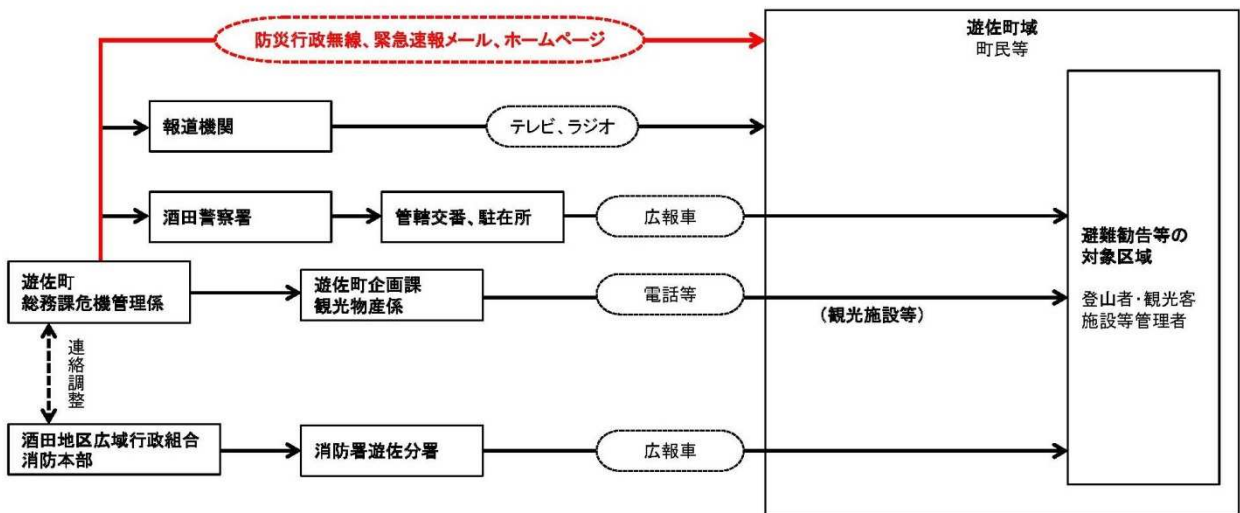 防災行政無線、緊急速報メール、ホームページ
遊佐町域
町民等
報道機関
テレビ、ラジオ
酒田警察署
管轄交番、駐在所
広報車
避難勧告等の
対象区域
登山者・観光客
施設等管理者
遊佐町
総務課危機管理係
遊佐町企画課
観光物産係
電話等
(観光施設等)
連絡調整
酒田地区広域行政組合
消防本部
消防署遊佐分署
広報車